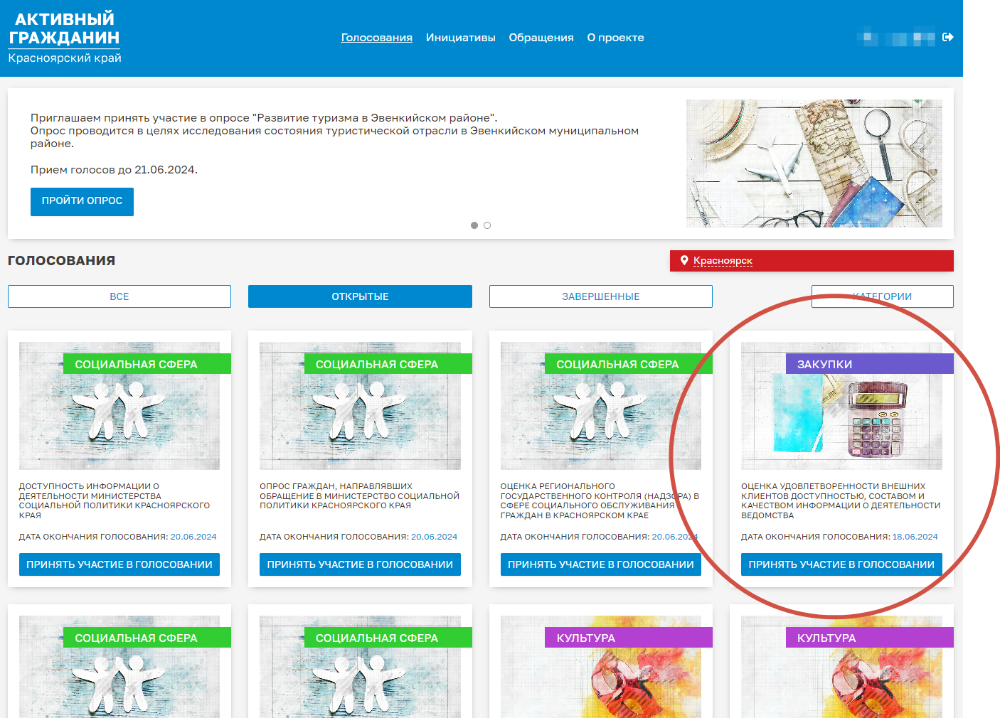 АКТИВНЫЙ
ГРАЖДАНИН
Красноярский край
Голосования Инициативы Обращения О проекте
Приглашаем принять участие в опросе "Развитие туризма в Эвенкийском районе".
Опрос проводится в целях исследования состояния туристической отрасли в Эвенкийском муниципальном
районе.
Прием голосов до 21.06.2024.
ПРОЙТИ ОПРОС
ГОЛОСОВАНИЯ
Красноярск
ВСЕ
ОТКРЫТЫЕ
ЗАВЕРШЕННЫЕ
КАТЕГОРИИ
СОЦИАЛЬНАЯ СФЕРА
ДОСТУПНОСТЬ ИНФОРМАЦИИ О
ДЕЯТЕЛЬНОСТИ МИНИСТЕРСТВА
СОЦИАЛЬНОЙ ПОЛИТИКИ КРАСНОЯРСКОГО
КРАЯ
ДАТА ОКОНЧАНИЯ ГОЛОСОВАНИЯ: 20.06.2024
ПРИНЯТЬ УЧАСТИЕ В ГОЛОСОВАНИИ
СОЦИАЛЬНАЯ СФЕРА
ОПРОС ГРАЖДАН, НАПРАВЛЯВШИХ
ОБРАЩЕНИЕ В МИНИСТЕРСТВО СОЦИАЛЬНОЙ
ПОЛИТИКИ КРАСНОЯРСКОГО КРАЯ
ДАТА ОКОНЧАНИЯ ГОЛОСОВАНИЯ: 20.06.2024
ПРИНЯТЬ УЧАСТИЕ В ГОЛОСОВАНИИ
СОЦИАЛЬНАЯ СФЕРА
ОЦЕНКА РЕГИОНАЛЬНОГО
ГОСУДАРСТВЕННОГО КОНТРОЛЯ (НАДЗОРА) В
СФЕРЕ СОЦИАЛЬНОГО ОБСЛУЖИВАНИЯ
ГРАЖДАН В КРАСНОЯРСКОМ КРАЕ
ДАТА ОКОНЧАНИЯ ГОЛОСОВАНИЯ: 20.06.2024
ПРИНЯТЬ УЧАСТИЕ В ГОЛОСОВАНИИ
ЗАКУПКИ
ОЦЕНКА УДОВЛЕТВОРЕННОСТИ ВНЕШНИХ
КЛИЕНТОВ ДОСТУПНОСТЬЮ, СОСТАВОМ И
КАЧЕСТВОМ ИНФОРМАЦИИ О ДЕЯТЕЛЬНОСТИ
ВЕДОМСТВА
ДАТА ОКОНЧАНИЯ ГОЛОСОВАНИЯ: 18.06.2024
ПРИНЯТЬ УЧАСТИЕ В ГОЛОСОВАНИИ
СОЦИАЛЬНАЯ СФЕРА
СОЦИАЛЬНАЯ СФЕРА
КУЛЬТУРА
КУЛЬТУРА